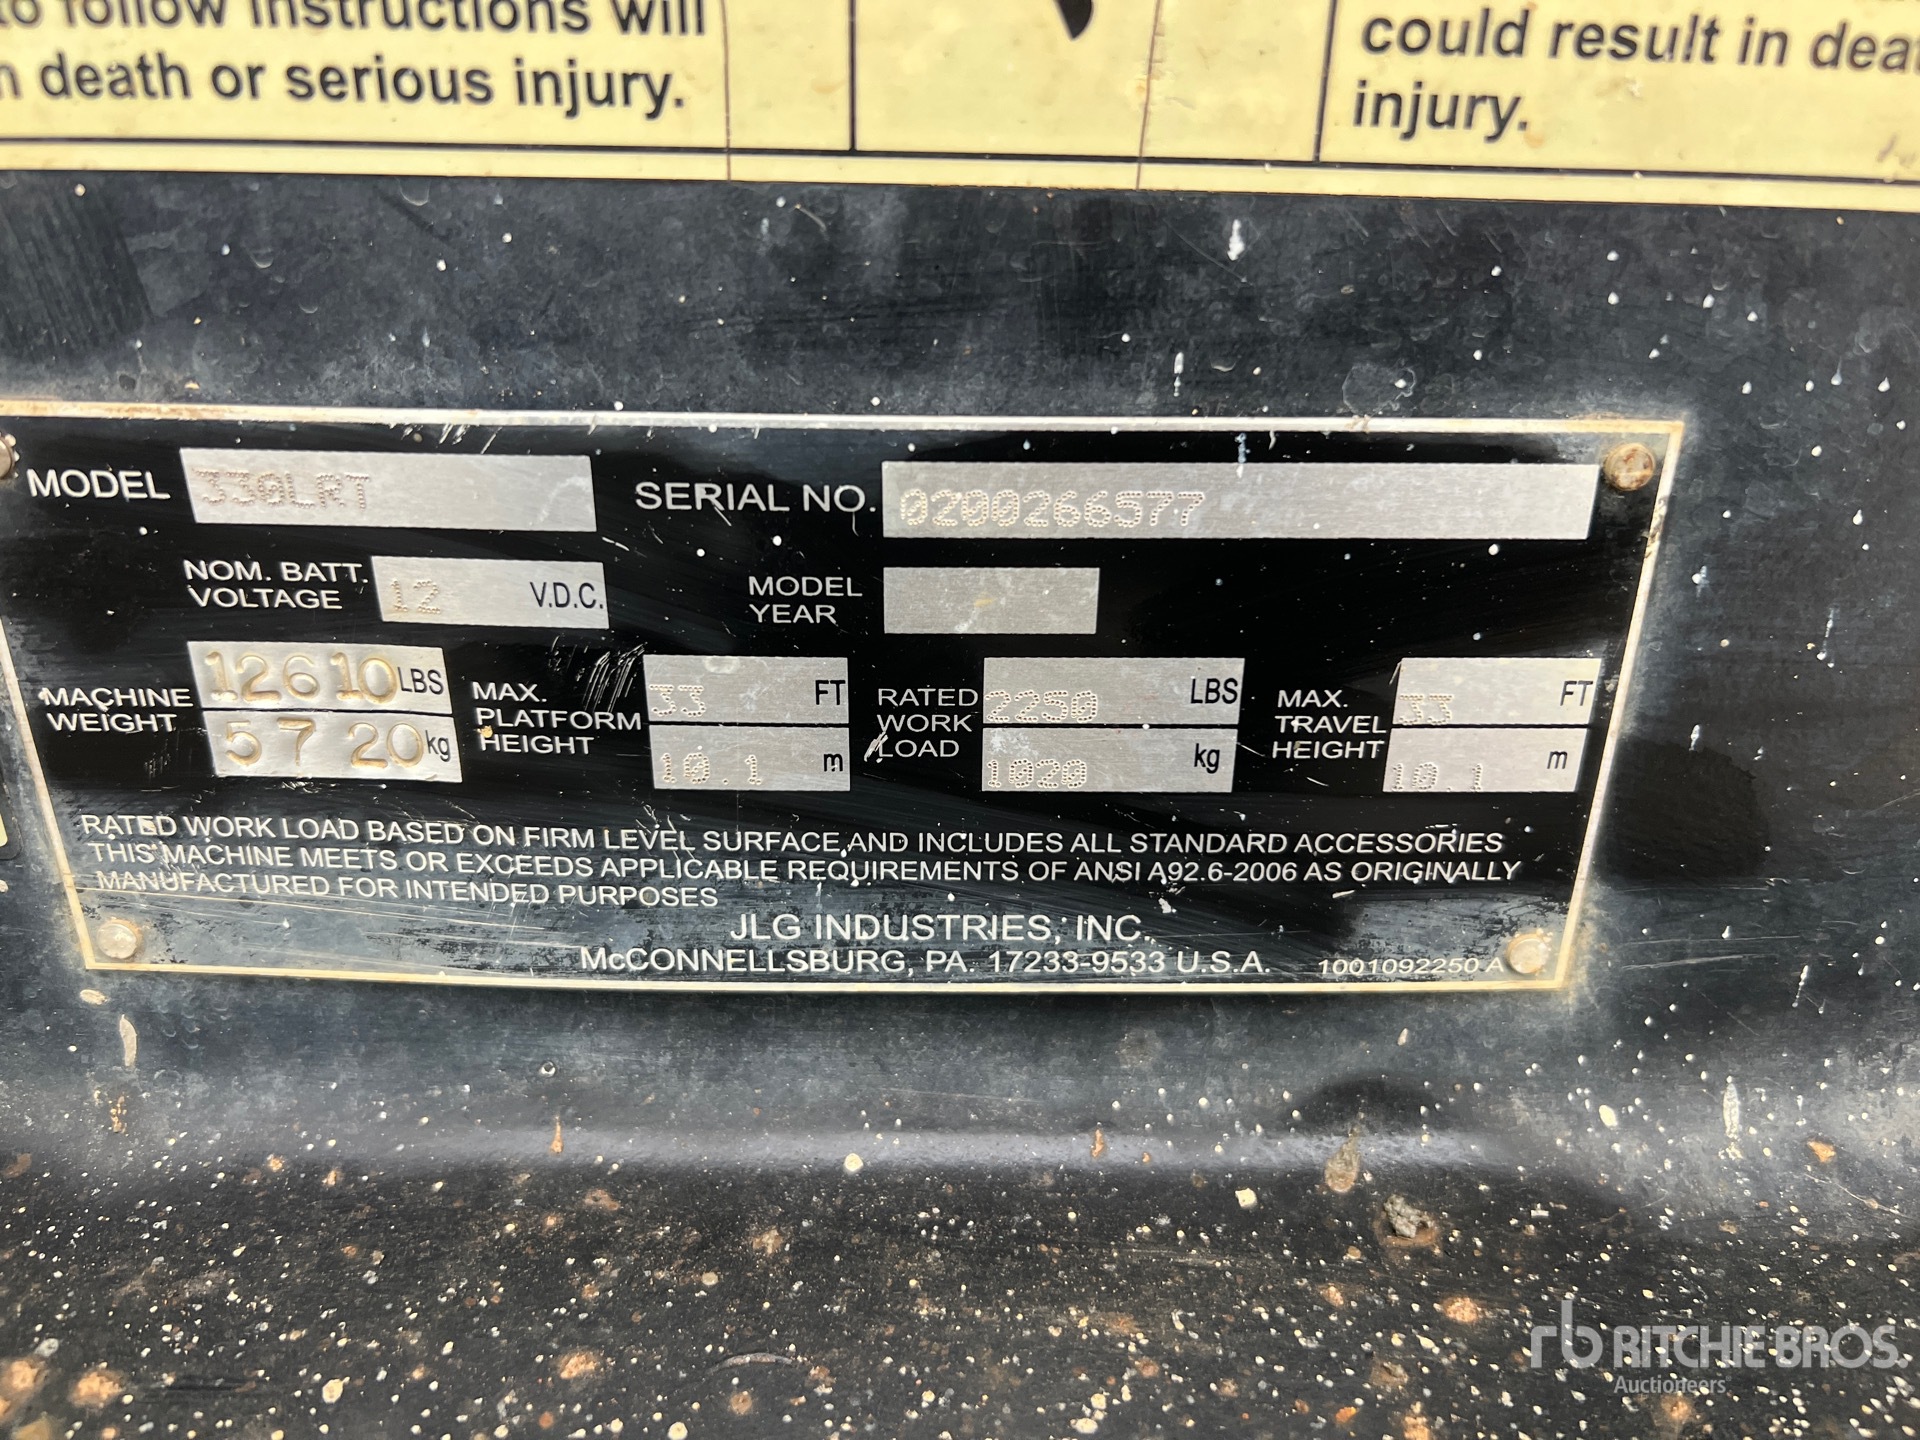 to follow instructions will
n death or serious injury.
could result in deat
injury.
MODEL 330LRT
SERIAL NO. 0200266577
NOM. BATT. VOLTAGE 12 V.D.C.
MODEL YEAR
MACHINE WEIGHT 12610 LBS
5720 kg
MAX. PLATFORM HEIGHT 33 FT
10.1 m
RATED WORK LOAD 2250 LBS
1020 kg
MAX. TRAVEL HEIGHT 33 FT
10.1 m
RATED WORK LOAD BASED ON FIRM LEVEL SURFACE AND INCLUDES ALL STANDARD ACCESSORIES
THIS MACHINE MEETS OR EXCEEDS APPLICABLE REQUIREMENTS OF ANSI A92.6-2006 AS ORIGINALLY
MANUFACTURED FOR INTENDED PURPOSES
JLG INDUSTRIES, INC.
McCONNELLSBURG, PA. 17233-9533 U.S.A.
1001092250 A
rb RITCHIE BROS.
Auctioneers